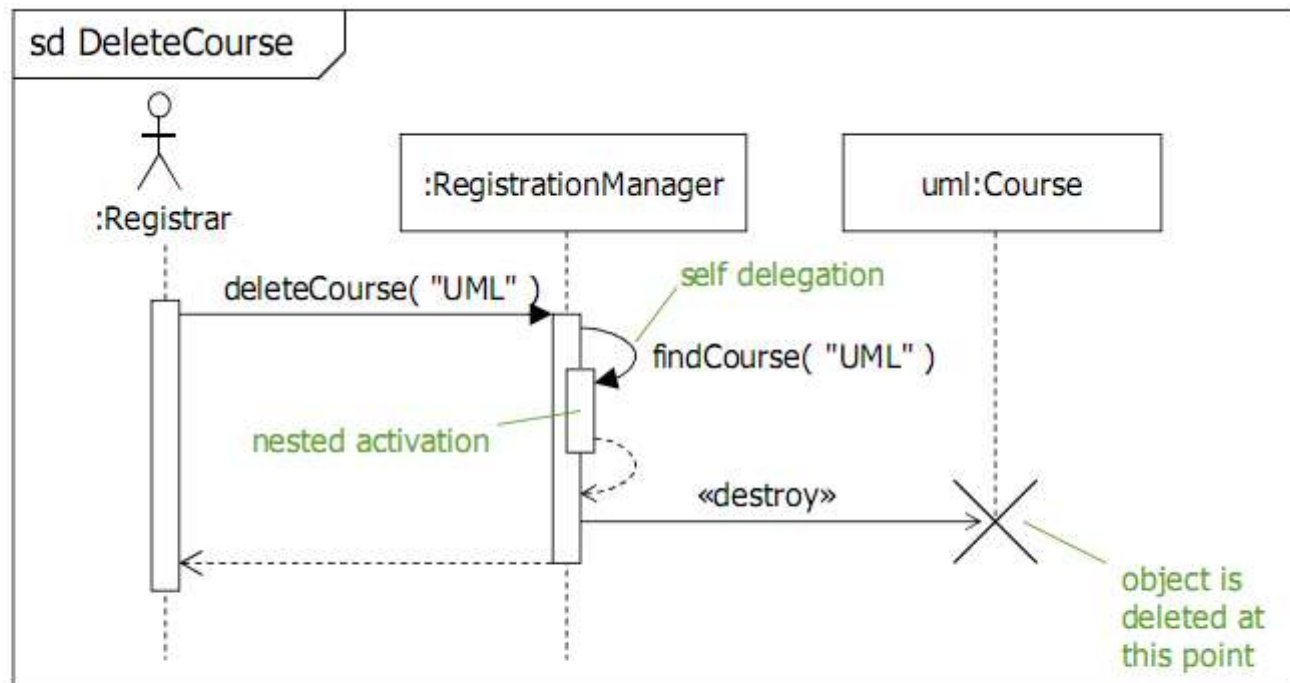 sd DeleteCourse
:Registrar
:RegistrationManager
uml:Course
deleteCourse( "UML" )
self delegation
findCourse( "UML" )
nested activation
«destroy»
object is
deleted at
this point